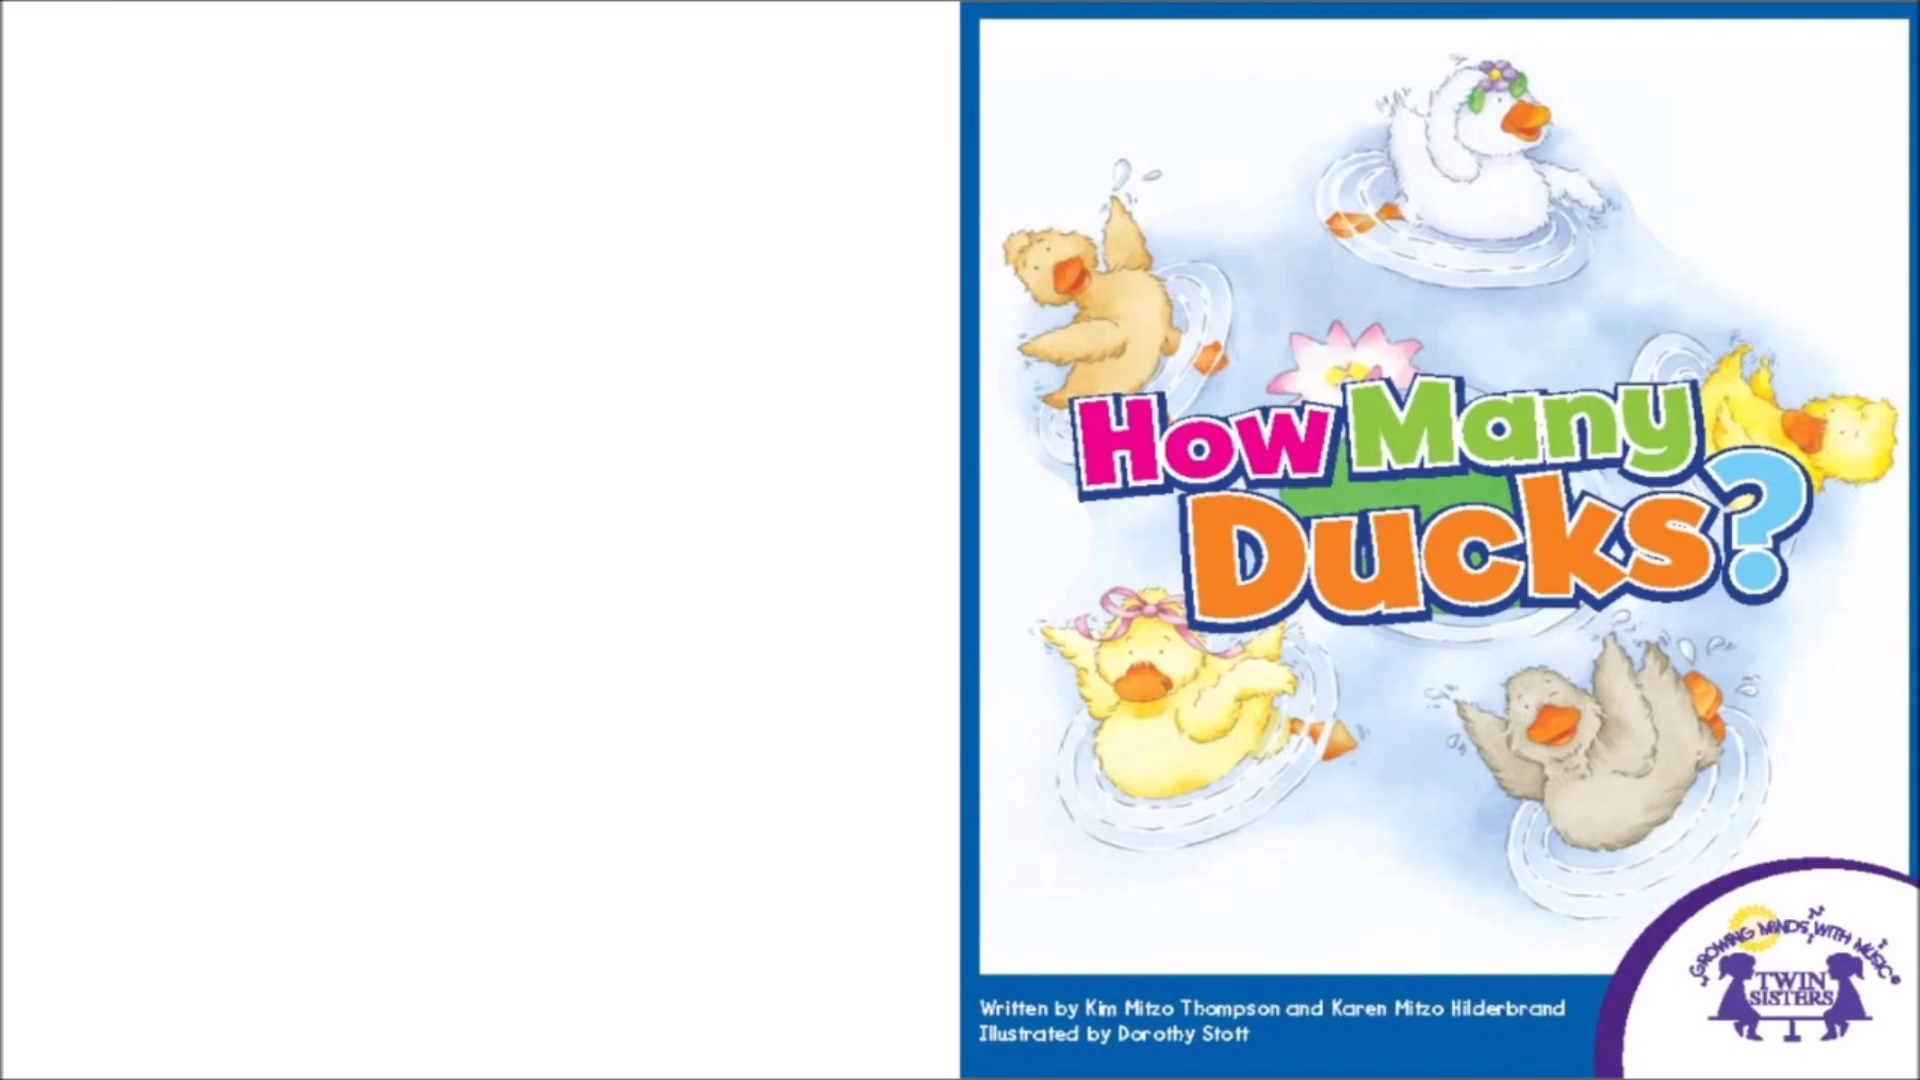 How Many
Ducks?
Written by Kim Mitzo Thompson and Karen Mitzo Hilderbrand
Illustrated by Dorothy Stott
GROWING MINDS WITH MUSIC
TWIN
SISTERS